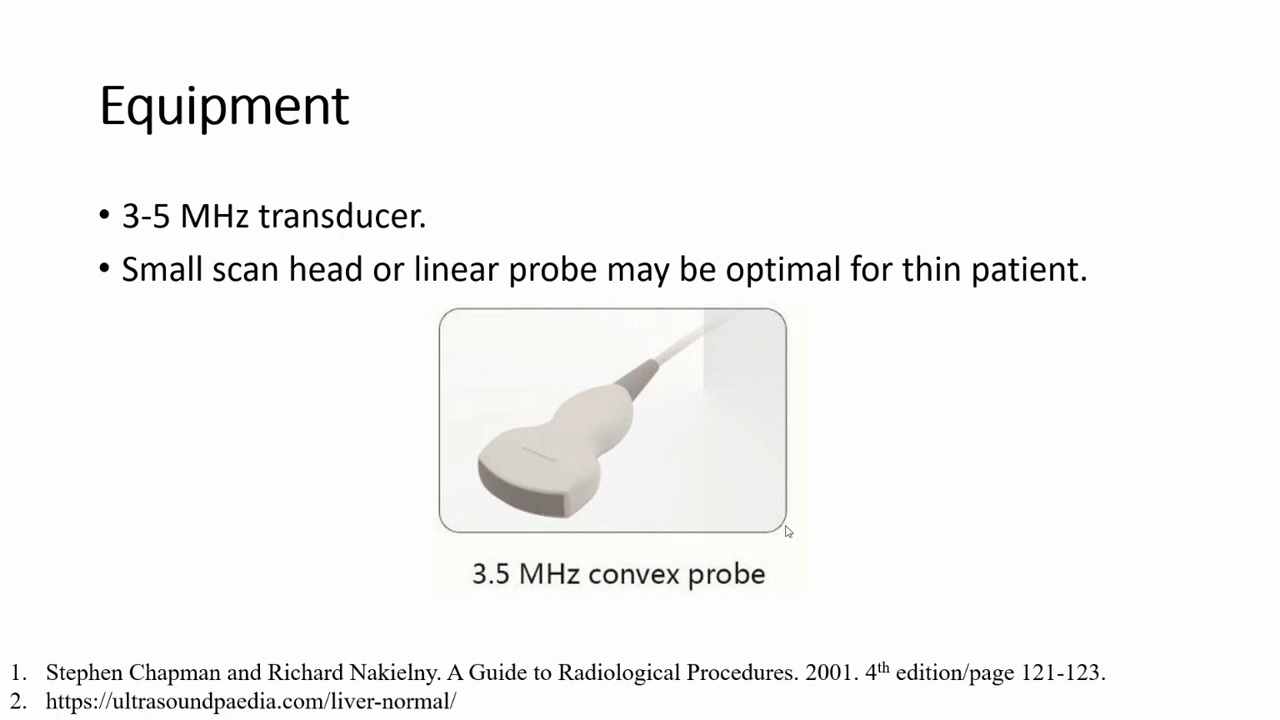 Equipment
• 3-5 MHz transducer.
• Small scan head or linear probe may be optimal for thin patient.
3.5 MHz convex probe
1. Stephen Chapman and Richard Nakielny. A Guide to Radiological Procedures. 2001. 4th edition/page 121-123.
2. https://ultrasoundpaedia.com/liver-normal/